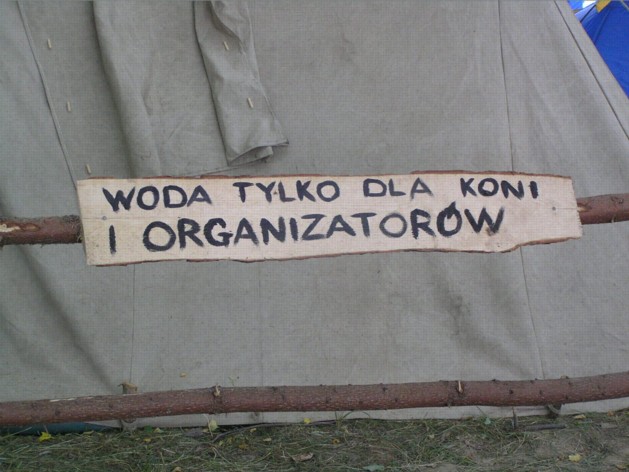 WODA TYLKO DLA KONI
I ORGANIZATORÓW